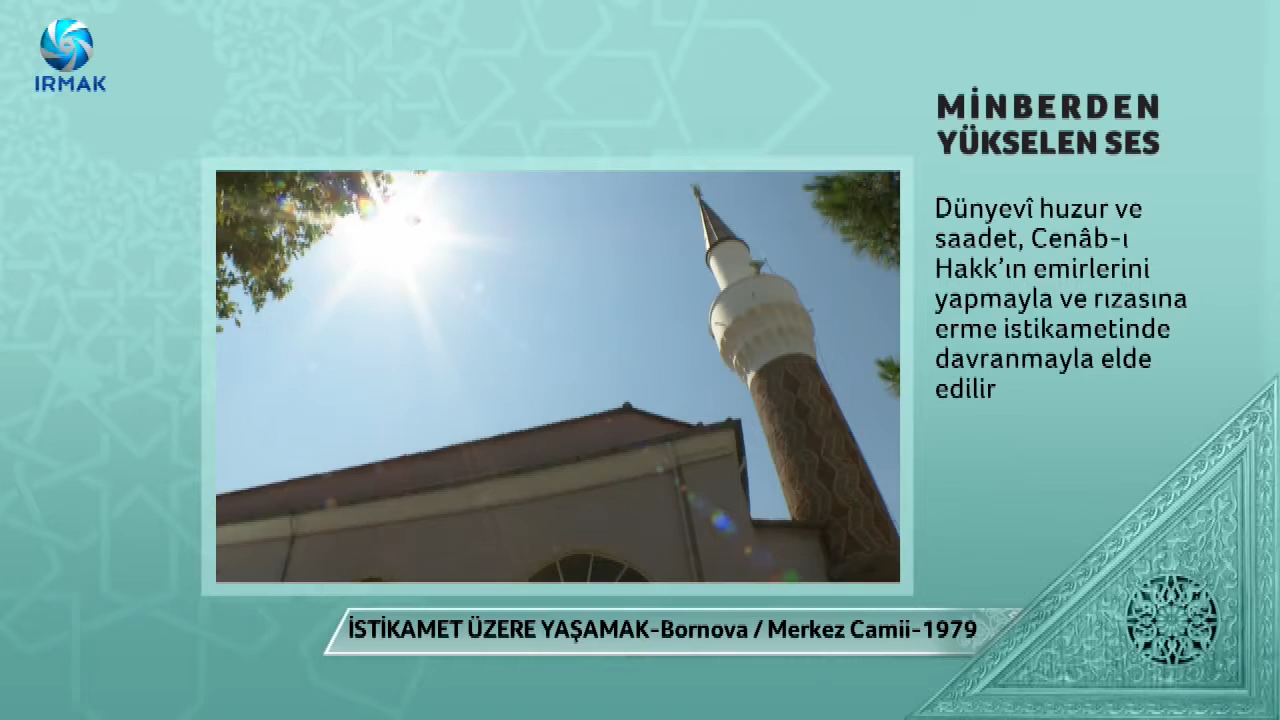 IRMAK
MİNBERDEN
YÜKSELEN SES
Dünyevî huzur ve
saadet, Cenâb-ı
Hakk’ın emirlerini
yapmayla ve rızasına
erme istikametinde
davranmayla elde
edilir
İSTİKAMET ÜZERE YAŞAMAK-Bornova / Merkez Camii-1979